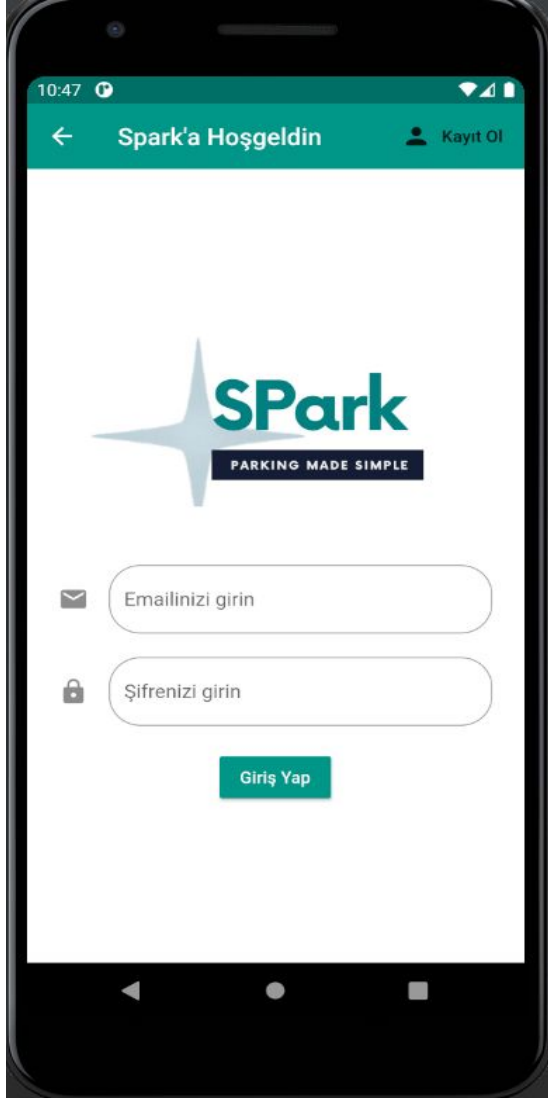 10:47
Spark'a Hoşgeldin
Kayıt Ol
SPark
PARKING MADE SIMPLE
Emailinizi girin
Şifrenizi girin
Giriş Yap